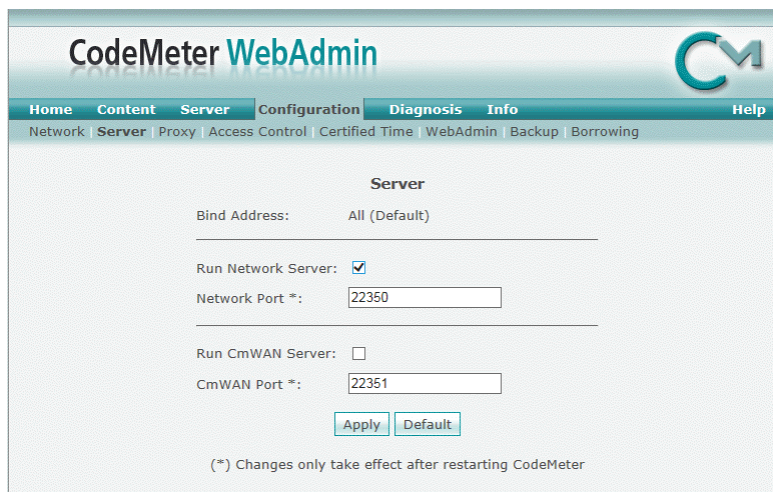 CodeMeter WebAdmin
CM
Home Content Server Configuration Diagnosis Info Help
Network | Server | Proxy | Access Control | Certified Time | WebAdmin | Backup | Borrowing
Server
Bind Address: All (Default)
Run Network Server:
Network Port *: 22350
Run CmWAN Server:
CmWAN Port *: 22351
Apply Default
(*) Changes only take effect after restarting CodeMeter